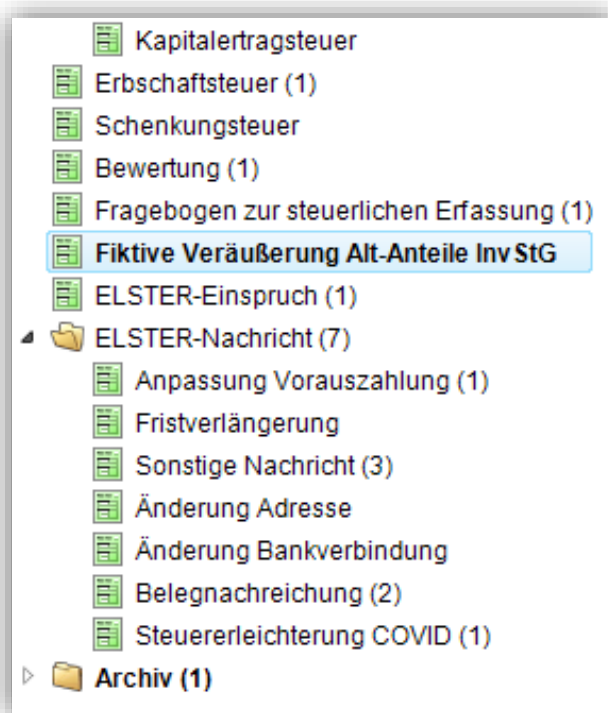 Kapitalertragsteuer
Erbschaftsteuer (1)
Schenkungsteuer
Bewertung (1)
Fragebogen zur steuerlichen Erfassung (1)
Fiktive Veräußerung Alt-Anteile InvStG
ELSTER-Einspruch (1)
ELSTER-Nachricht (7)
Anpassung Vorauszahlung (1)
Fristverlängerung
Sonstige Nachricht (3)
Änderung Adresse
Änderung Bankverbindung
Belegnachreichung (2)
Steuererleichterung COVID (1)
Archiv (1)